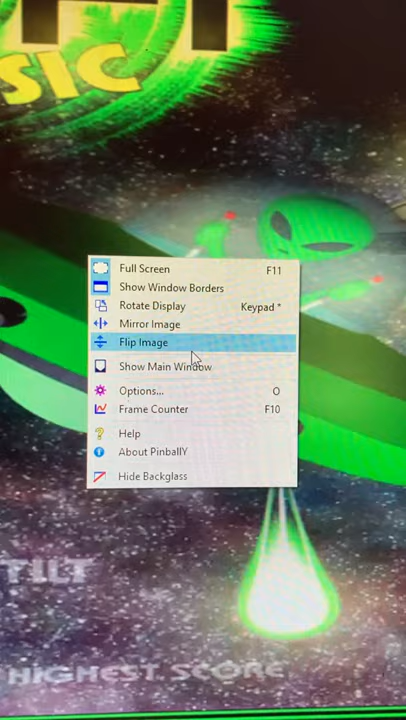 SIC
Full Screen F11
Show Window Borders
Rotate Display Keypad *
Mirror Image
Flip Image
Show Main Window
Options... O
Frame Counter F10
Help
About PinballY
Hide Backglass
TILT
HIGHEST SCORE